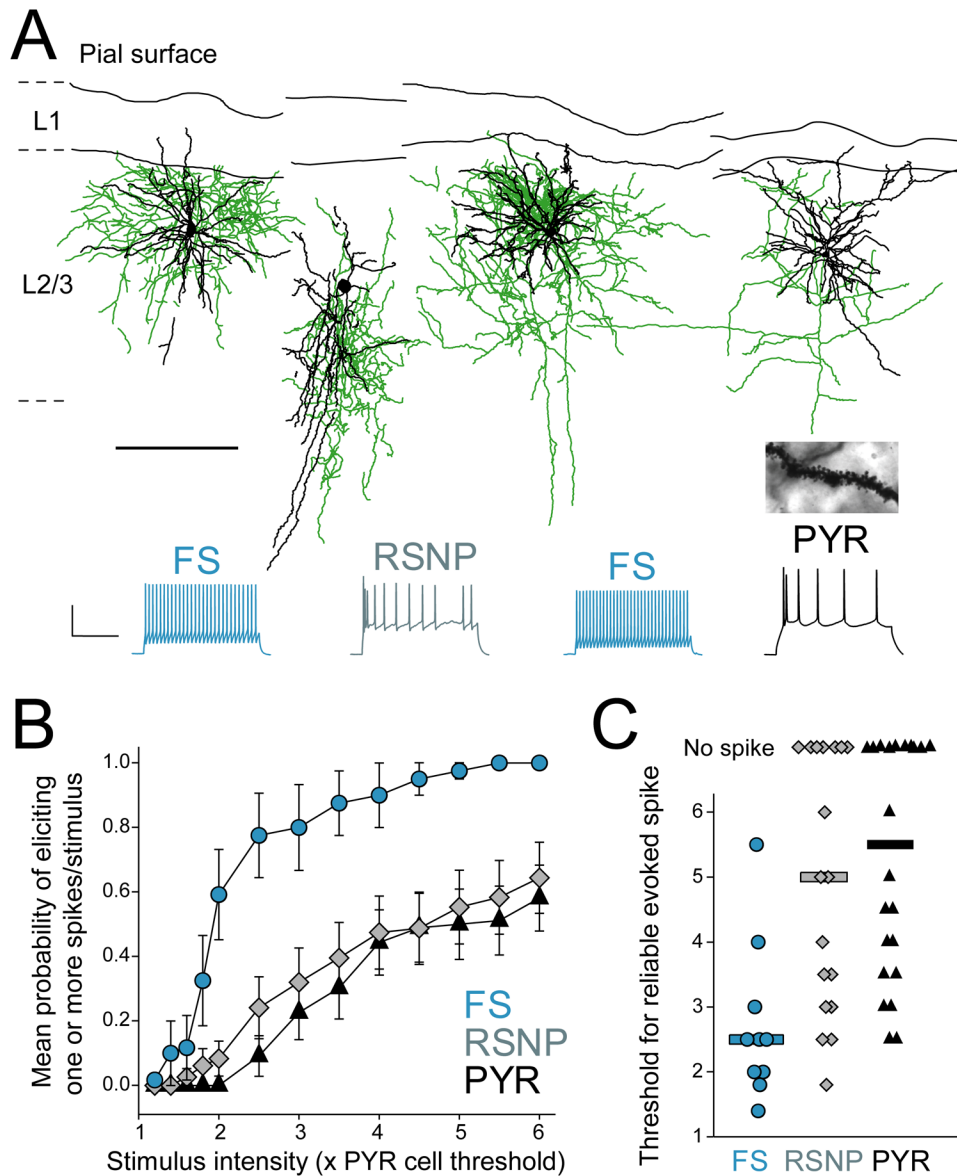 A
Pial surface
L1
L2/3
FS
RSNP
FS
PYR
B
Mean probability of eliciting
one or more spikes/stimulus
1.0
0.8
0.6
0.4
0.2
0.0
FS
RSNP
PYR
1 2 3 4 5 6
Stimulus intensity (x PYR cell threshold)
C
No spike
Threshold for reliable evoked spike
6
5
4
3
2
1
FS RSNP PYR